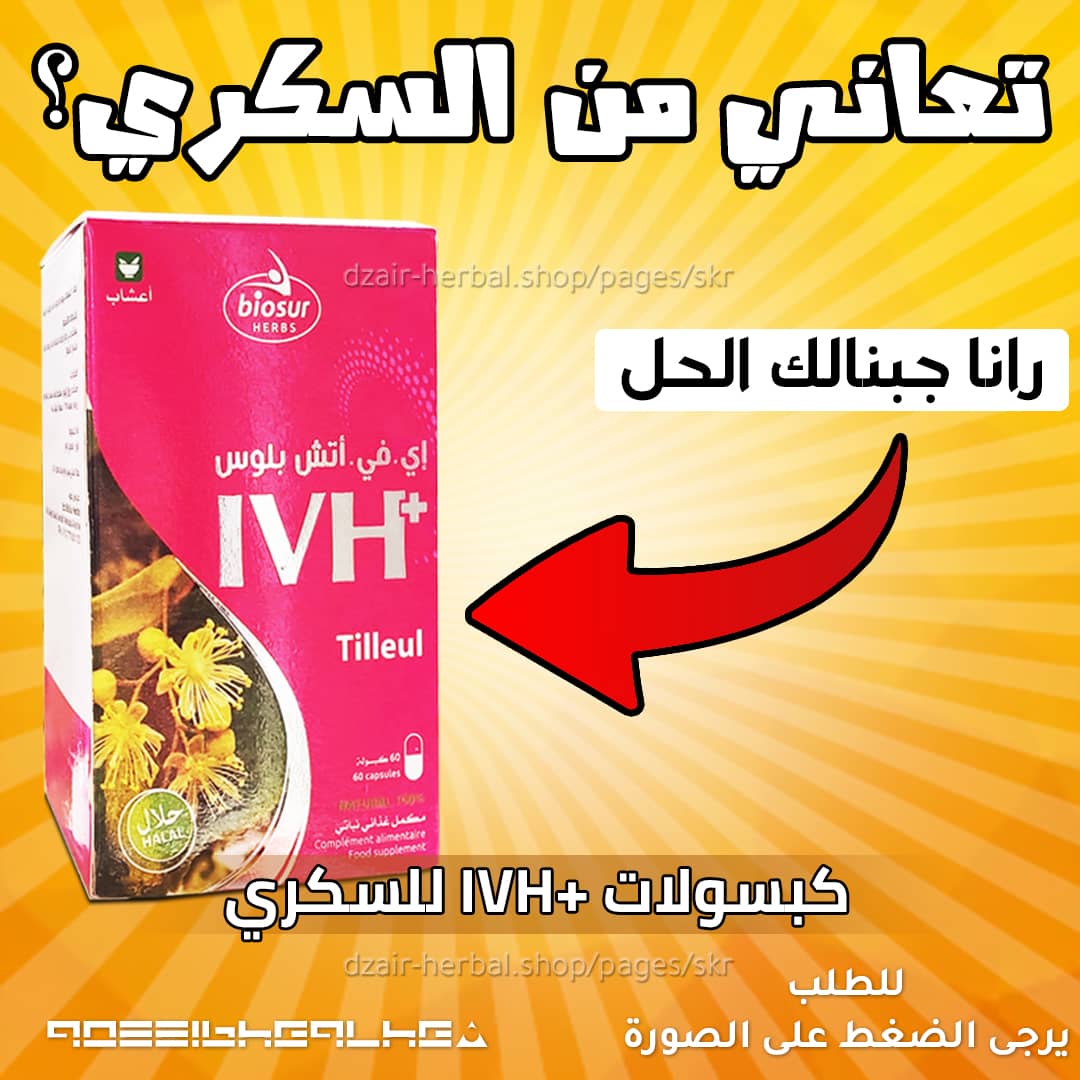 تعاني من السكري؟
dzair-herbal.shop/pages/skr
رانا جبنالك الحل
أعشاب
biosur
HERBS
إي.في.أتش بلوس
IVH+
Tilleul
60 كبسولة
60 capsules
NATURAL 100%
حلال
HALAL
مكمل غذائي نباتي
Complément alimentaire
Food supplement
كبسولات +IVH للسكري
dzair-herbal.shop/pages/skr
للطلب
يرجى الضغط على الصورة